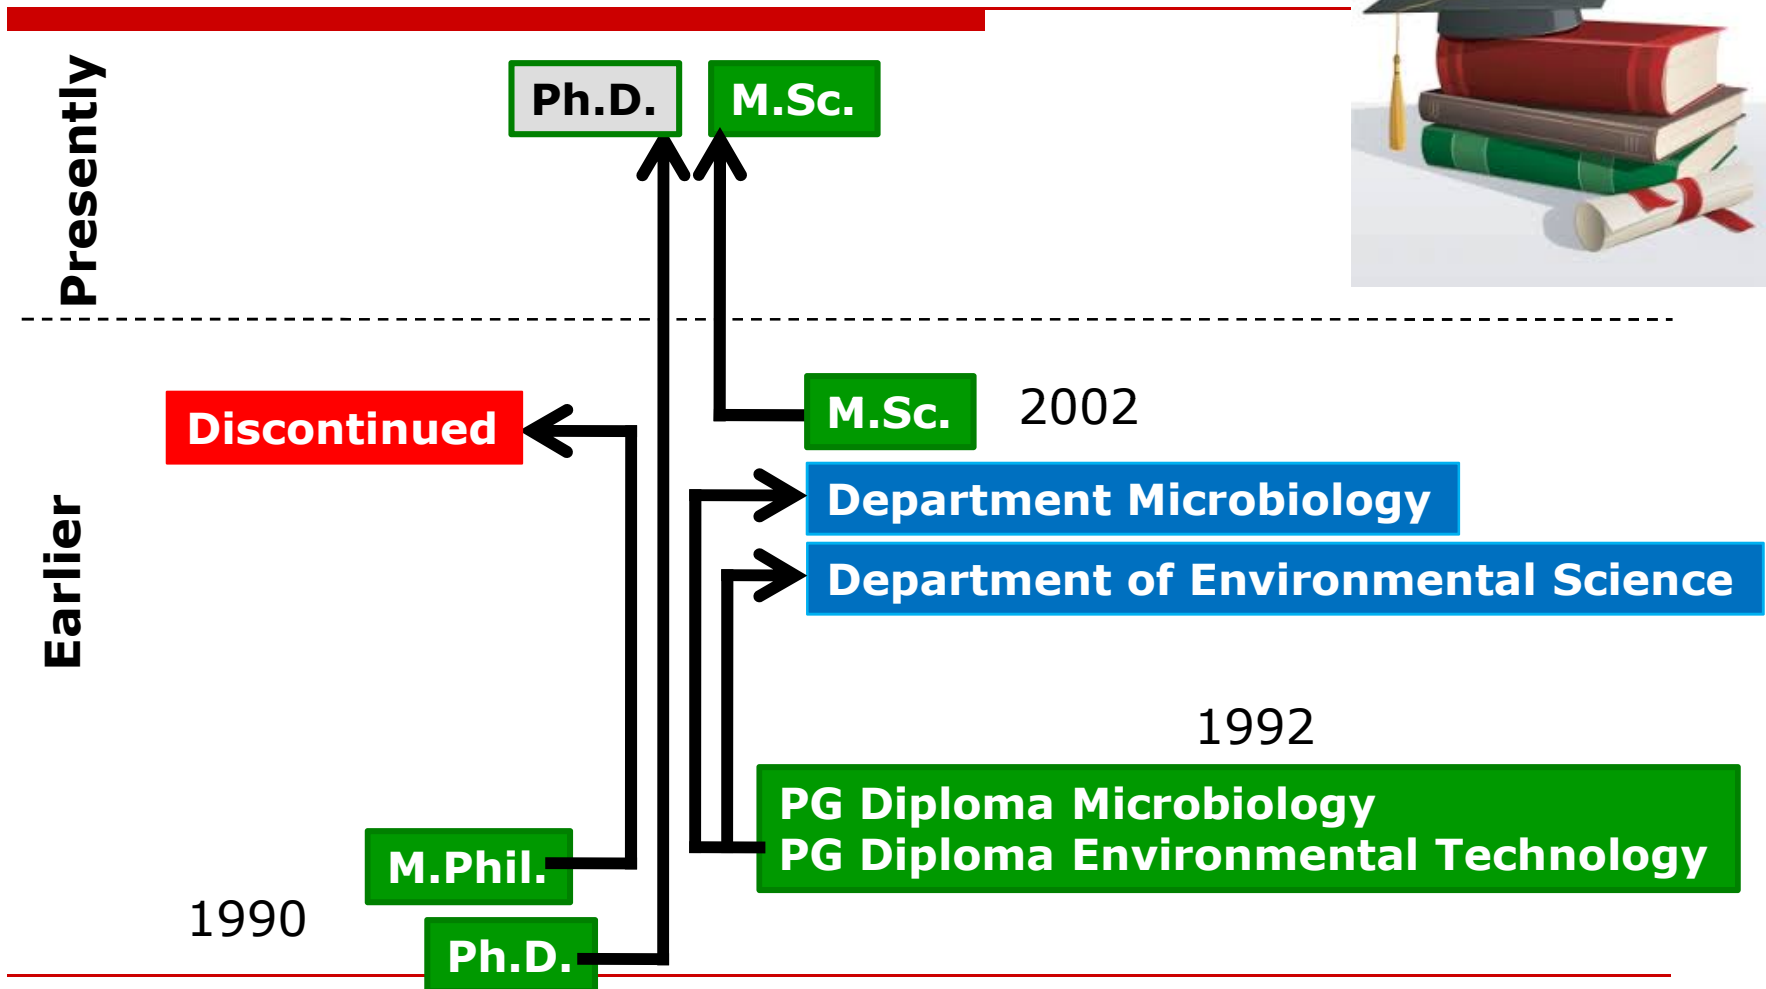 Presently
Ph.D.
M.Sc.
Earlier
Discontinued
M.Sc.
2002
Department Microbiology
Department of Environmental Science
1992
PG Diploma Microbiology
PG Diploma Environmental Technology
M.Phil.
1990
Ph.D.